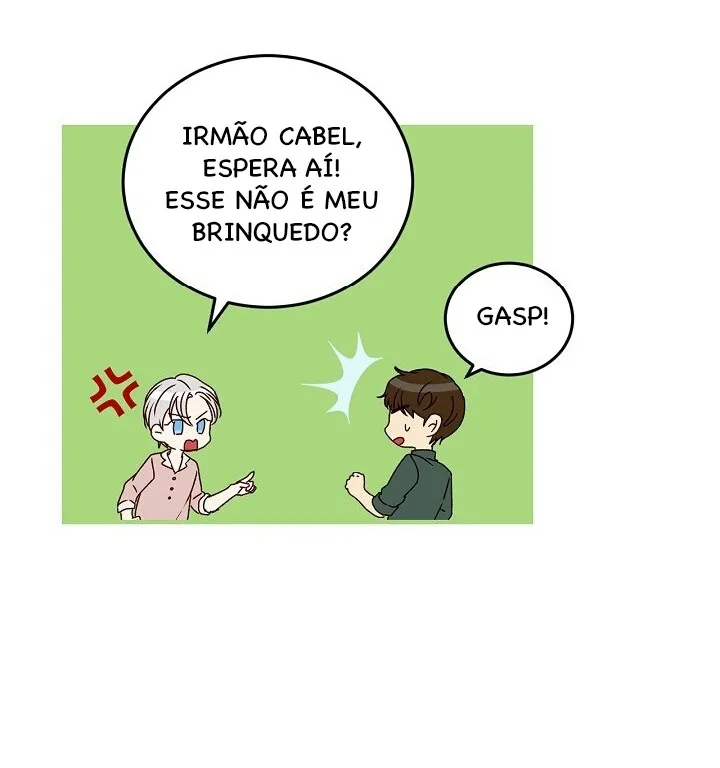 IRMÃO CABEL,
ESPERA AÍ!
ESSE NÃO É MEU
BRINQUEDO?
GASP!